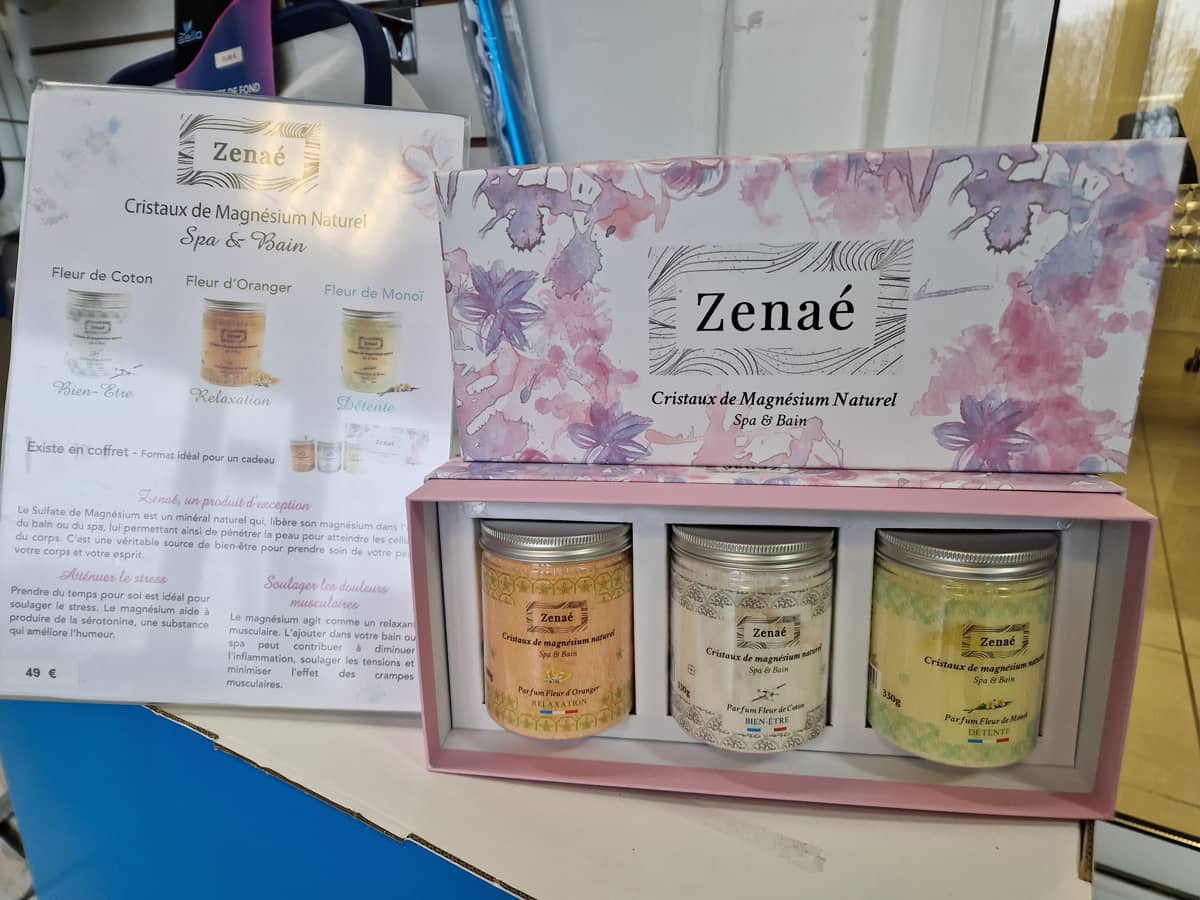 DE FOND
Zenaé
Cristaux de Magnésium Naturel
Spa & Bain
Fleur de Coton
Fleur d'Oranger
Fleur de Monoï
Bien-Etre
Relaxation
Détente
Existe en coffret - Format idéal pour un cadeau
Zenaé, un produit d'exception
Le Sulfate de Magnésium est un minéral naturel qui, libère son magnésium dans
du bain ou du spa, lui permettant ainsi de pénétrer la peau pour atteindre les
du corps. C'est une véritable source de bien-être pour prendre soin de votre
votre corps et votre esprit.
Atténuer le stress
Prendre du temps pour soi est idéal pour
soulager le stress. Le magnésium aide à
produire de la sérotonine, une substance
qui améliore l'humeur.
Soulager les douleurs
musculaires
Le magnésium agit comme un relaxant
musculaire. L'ajouter dans votre bain ou
spa peut contribuer à diminuer
l'inflammation, soulager les tensions et
minimiser l'effet des crampes
musculaires.
49 €
Zenaé
Cristaux de Magnésium Naturel
Spa & Bain
Zenaé
Cristaux de magnésium naturel
Spa & Bain
Parfum Fleur d'Oranger
RELAXATION
Zenaé
Cristaux de magnésium naturel
Spa & Bain
330g
Parfum Fleur de Coton
BIEN-ÊTRE
Zenaé
Cristaux de magnésium naturel
Spa & Bain
330g
Parfum Fleur de Monoï
DÉTENTE